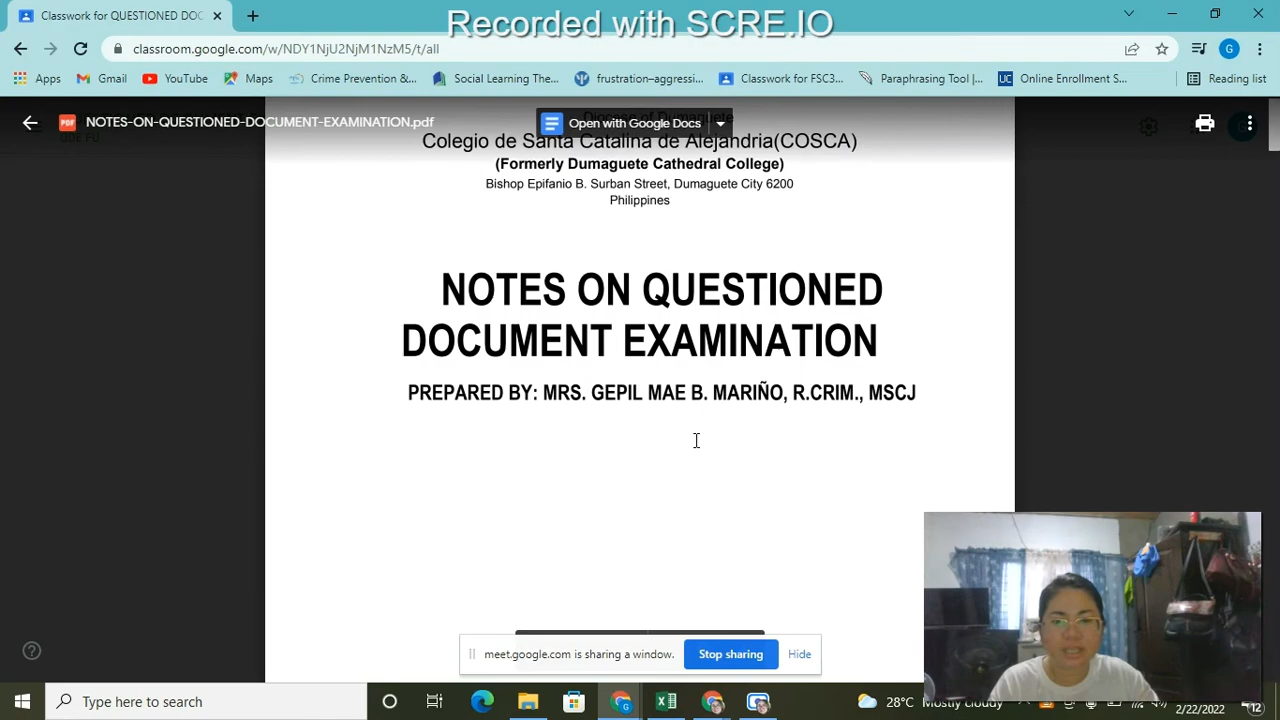 Recorded with SCRE.IO
Classwork for QUESTIONED DOC
classroom.google.com/w/NDY1NjU2NjM1NzM5/t/all
Apps
Gmail
YouTube
Maps
Crime Prevention &...
Social Learning The...
frustration–aggressi...
Classwork for FSC3...
Paraphrasing Tool |...
Online Enrollment S...
Reading list
NOTES-ON-QUESTIONED-DOCUMENT-EXAMINATION.pdf
Open with Google Docs
Diocese of Dumaguete
Colegio de Santa Catalina de Alejandria(COSCA)
(Formerly Dumaguete Cathedral College)
Bishop Epifanio B. Surban Street, Dumaguete City 6200
Philippines
NOTES ON QUESTIONED
DOCUMENT EXAMINATION
PREPARED BY: MRS. GEPIL MAE B. MARIÑO, R.CRIM., MSCJ
meet.google.com is sharing a window.
Stop sharing
Hide
Type here to search
28°C
Mostly cloudy
2/22/2022
12